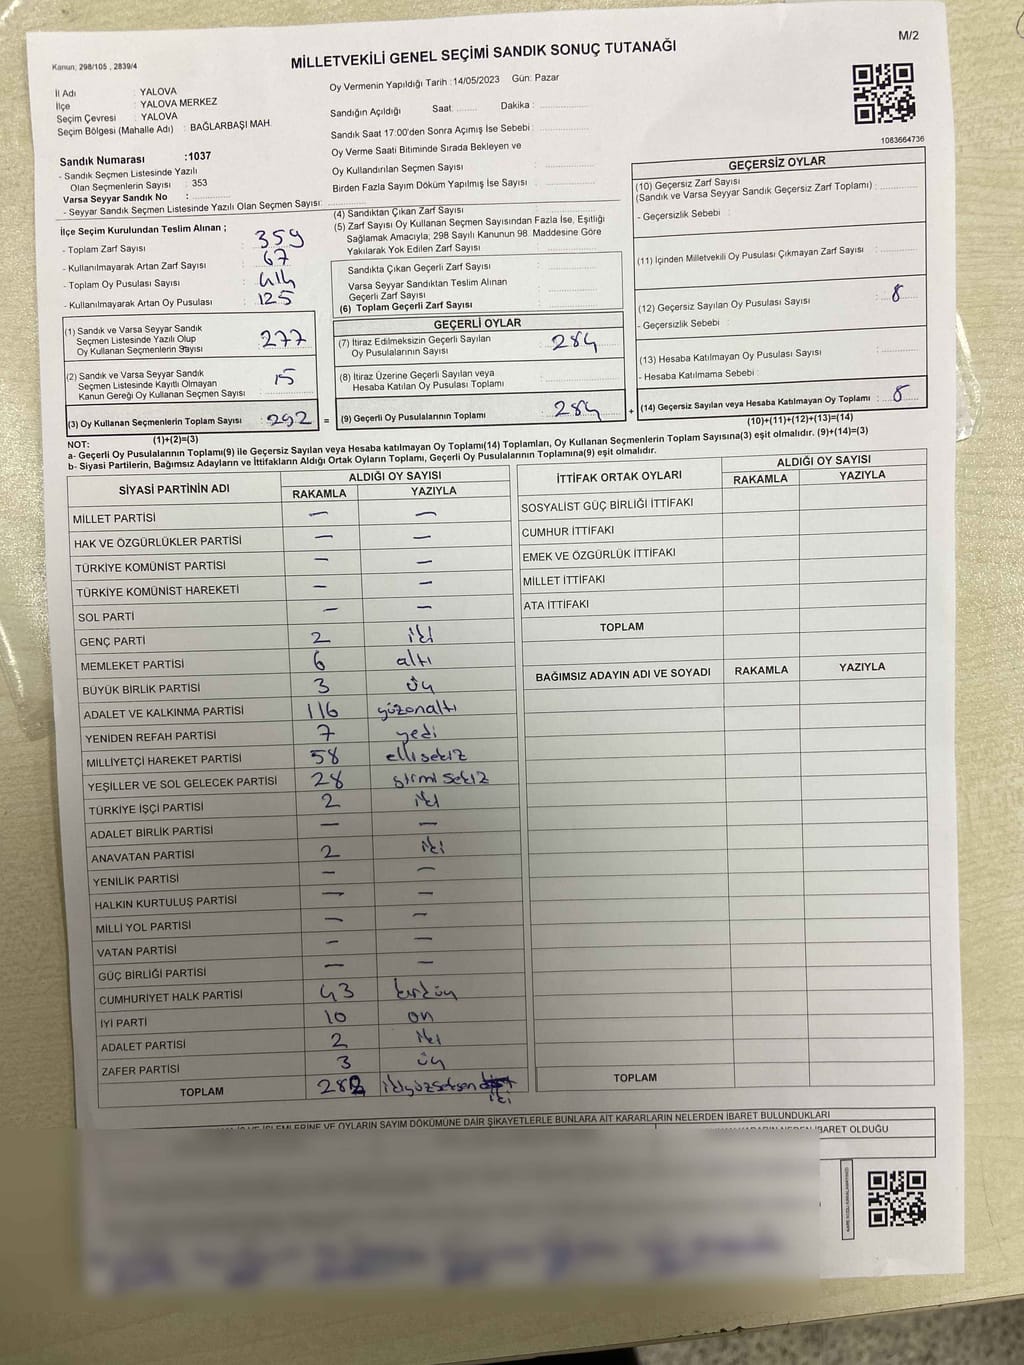 M/2
Kanun; 298/105 , 2839/4
MİLLETVEKİLİ GENEL SEÇİMİ SANDIK SONUÇ TUTANAĞI
İl Adı : YALOVA
İlçe : YALOVA MERKEZ
Seçim Çevresi : YALOVA
Seçim Bölgesi (Mahalle Adı) : BAĞLARBAŞI MAH.
Sandık Numarası :1037
- Sandık Seçmen Listesinde Yazılı
Olan Seçmenlerin Sayısı : 353
Varsa Seyyar Sandık No :
- Seyyar Sandık Seçmen Listesinde Yazılı Olan Seçmen Sayısı:
Oy Vermenin Yapıldığı Tarih : 14/05/2023 Gün: Pazar
Sandığın Açıldığı Saat: Dakika :
Sandık Saat 17:00'den Sonra Açımış İse Sebebi :
Oy Verme Saati Bitiminde Sırada Bekleyen ve
Oy Kullandırılan Seçmen Sayısı :
Birden Fazla Sayım Döküm Yapılmış İse Sayısı :
1083664736
İlçe Seçim Kurulundan Teslim Alınan ;
- Toplam Zarf Sayısı : 359
- Kullanılmayarak Artan Zarf Sayısı : 67
- Toplam Oy Pusulası Sayısı : 414
- Kullanılmayarak Artan Oy Pusulası : 125
(1) Sandık ve Varsa Seyyar Sandık
Seçmen Listesinde Yazılı Olup
Oy Kullanan Seçmenlerin Sayısı : 277
(2) Sandık ve Varsa Seyyar Sandık
Seçmen Listesinde Kayıtlı Olmayan
Kanun Gereği Oy Kullanan Seçmen Sayısı : 15
(3) Oy Kullanan Seçmenlerin Toplam Sayısı : 292 =
(1)+(2)=(3)
(4) Sandıktan Çıkan Zarf Sayısı :
(5) Zarf Sayısı Oy Kullanan Seçmen Sayısından Fazla İse, Eşitliği
Sağlamak Amacıyla; 298 Sayılı Kanunun 98. Maddesine Göre
Yakılarak Yok Edilen Zarf Sayısı :
Sandıkta Çıkan Geçerli Zarf Sayısı :
Varsa Seyyar Sandıktan Teslim Alınan
Geçerli Zarf Sayısı :
(6) Toplam Geçerli Zarf Sayısı :
GEÇERLİ OYLAR
(7) İtiraz Edilmeksizin Geçerli Sayılan
Oy Pusulalarının Sayısı : 284
(8) İtiraz Üzerine Geçerli Sayılan veya
Hesaba Katılan Oy Pusulası Toplamı :
(9) Geçerli Oy Pusulalarının Toplamı : 284 +
GEÇERSİZ OYLAR
(10) Geçersiz Zarf Sayısı
(Sandık ve Varsa Seyyar Sandık Geçersiz Zarf Toplamı) :
- Geçersizlik Sebebi :
(11) İçinden Milletvekili Oy Pusulası Çıkmayan Zarf Sayısı :
(12) Geçersiz Sayılan Oy Pusulası Sayısı : 8
- Geçersizlik Sebebi :
(13) Hesaba Katılmayan Oy Pusulası Sayısı :
- Hesaba Katılmama Sebebi :
(14) Geçersiz Sayılan veya Hesaba Katılmayan Oy Toplamı : 8
(10)+(11)+(12)+(13)=(14)
NOT:
a- Geçerli Oy Pusulalarının Toplamı(9) ile Geçersiz Sayılan veya Hesaba katılmayan Oy Toplamı(14) Toplamları, Oy Kullanan Seçmenlerin Toplam Sayısına(3) eşit olmalıdır. (9)+(14)=(3)
b- Siyasi Partilerin, Bağımsız Adayların ve İttifakların Aldığı Ortak Oyların Toplamı, Geçerli Oy Pusulalarının Toplamına(9) eşit olmalıdır.
SİYASİ PARTİNİN ADI ALDIĞI OY SAYISI
RAKAMLA YAZIYLA
MİLLET PARTİSİ — —
HAK VE ÖZGÜRLÜKLER PARTİSİ — —
TÜRKİYE KOMÜNİST PARTİSİ — —
TÜRKİYE KOMÜNİST HAREKETİ — —
SOL PARTİ — —
GENÇ PARTİ 2 iki
MEMLEKET PARTİSİ 6 altı
BÜYÜK BİRLİK PARTİSİ 3 üç
ADALET VE KALKINMA PARTİSİ 116 yüzonaltı
YENİDEN REFAH PARTİSİ 7 yedi
MİLLİYETÇİ HAREKET PARTİSİ 58 ellisekiz
YEŞİLLER VE SOL GELECEK PARTİSİ 28 yirmi sekiz
TÜRKİYE İŞÇİ PARTİSİ 2 iki
ADALET BİRLİK PARTİSİ — —
ANAVATAN PARTİSİ 2 iki
YENİLİK PARTİSİ — —
HALKIN KURTULUŞ PARTİSİ — —
MİLLİ YOL PARTİSİ — —
VATAN PARTİSİ — —
GÜÇ BİRLİĞİ PARTİSİ — —
CUMHURİYET HALK PARTİSİ 43 kırküç
İYİ PARTİ 10 on
ADALET PARTİSİ 2 iki
ZAFER PARTİSİ 3 üç
TOPLAM 282 ikiyüzseksen
iki
İTTİFAK ORTAK OYLARI ALDIĞI OY SAYISI
RAKAMLA YAZIYLA
SOSYALİST GÜÇ BİRLİĞİ İTTİFAKI
CUMHUR İTTİFAKI
EMEK VE ÖZGÜRLÜK İTTİFAKI
MİLLET İTTİFAKI
ATA İTTİFAKI
TOPLAM
BAĞIMSIZ ADAYIN ADI VE SOYADI RAKAMLA YAZIYLA
TOPLAM
İŞLEMLERİNE VE OYLARIN SAYIM DÖKÜMÜNE DAİR ŞİKAYETLERLE BUNLARA AİT KARARLARIN NELERDEN İBARET BULUNDUKLARI
İBARET OLDUĞU